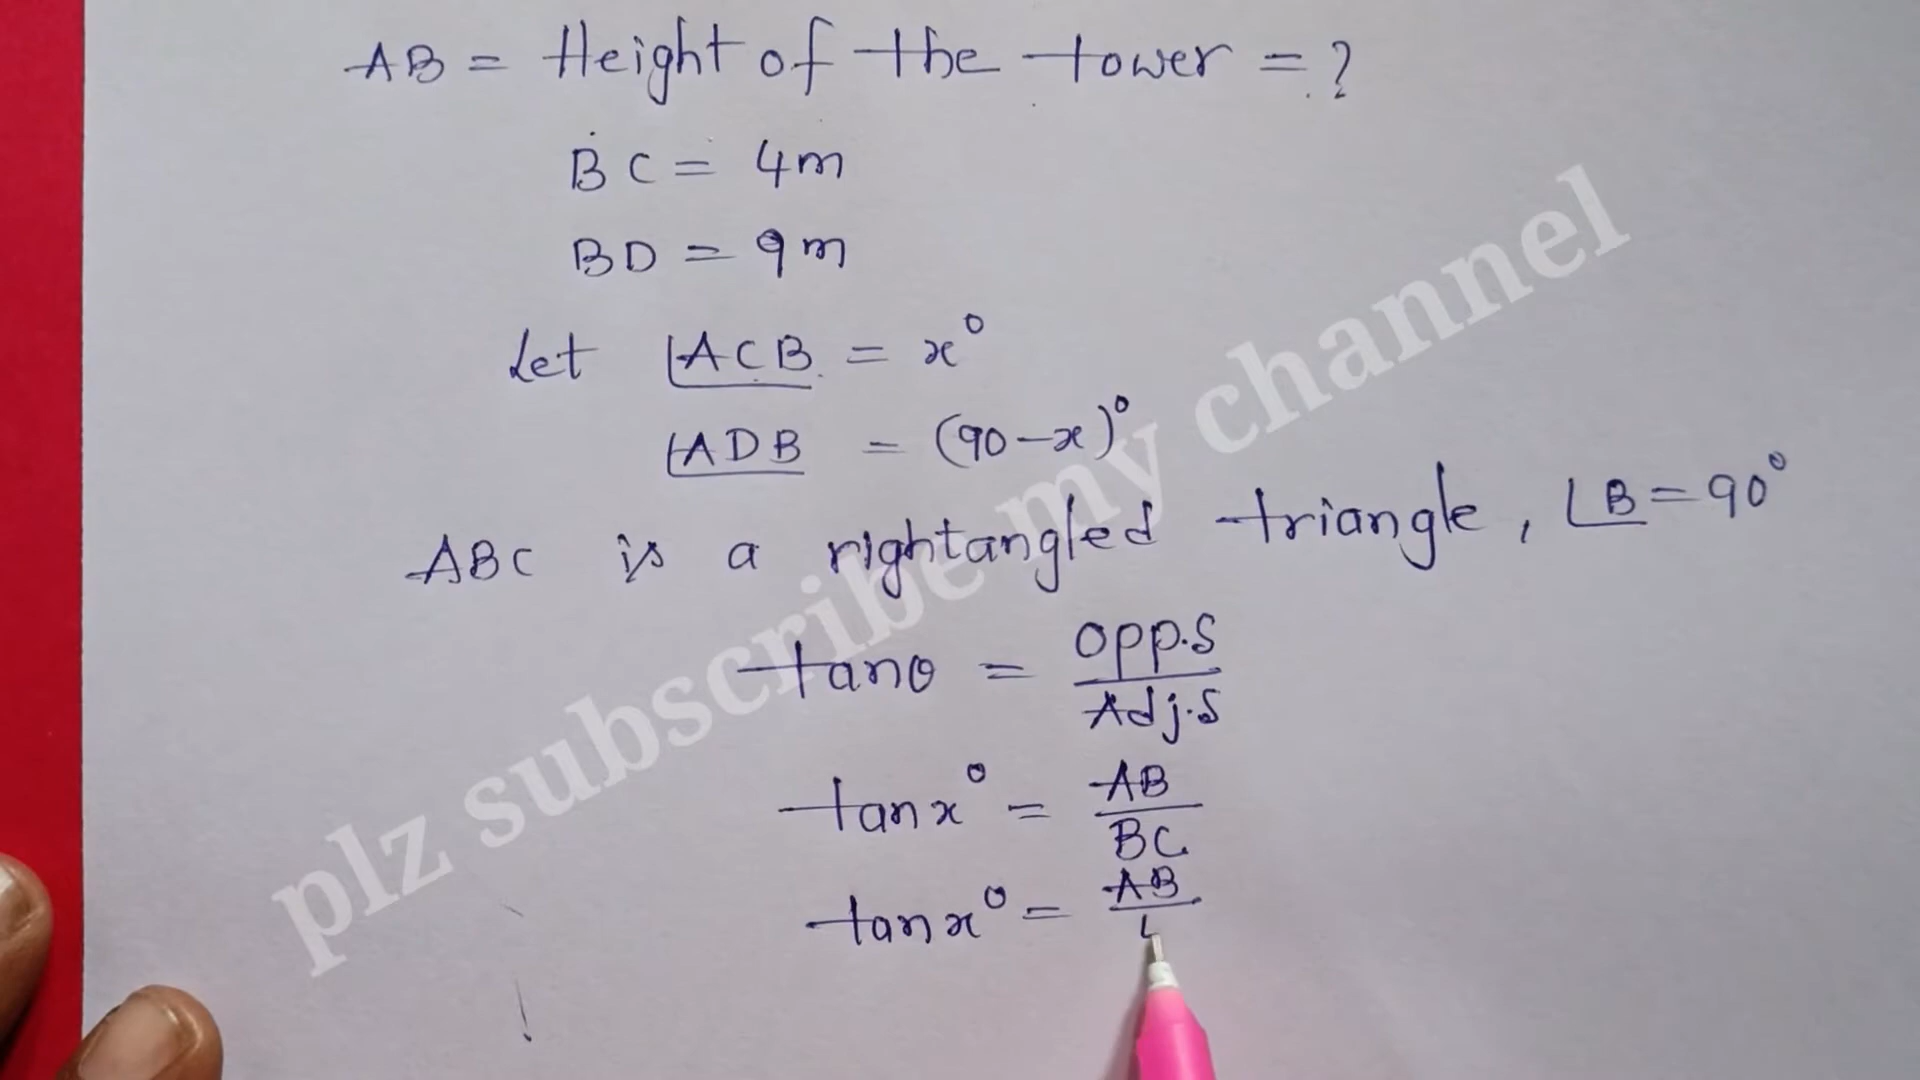 AB = Height of the tower = ?
BC = 4m
BD = 9m
Let ∠ACB = x°
∠ADB = (90-x)°
ABC is a rightangled triangle, ∠B = 90°
tanθ = opp.s / Adj.s
tan x° = AB / BC
tan x° = AB /
plz subscribe my channel